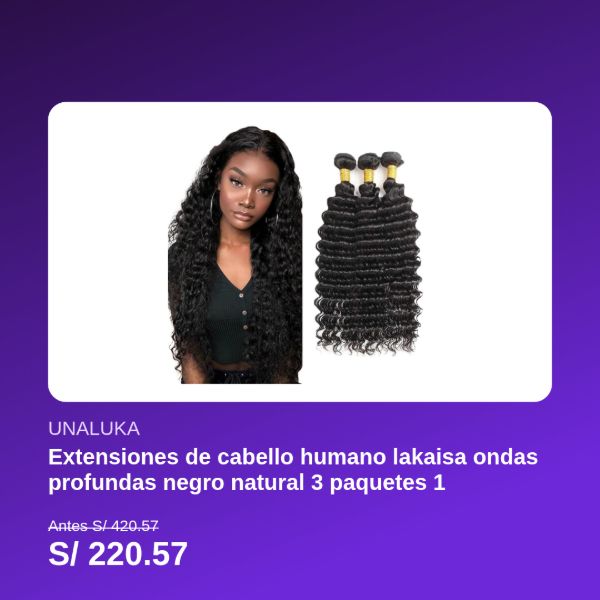 UNALUKA
Extensiones de cabello humano lakaisa ondas
profundas negro natural 3 paquetes 1
Antes S/ 420.57
S/ 220.57